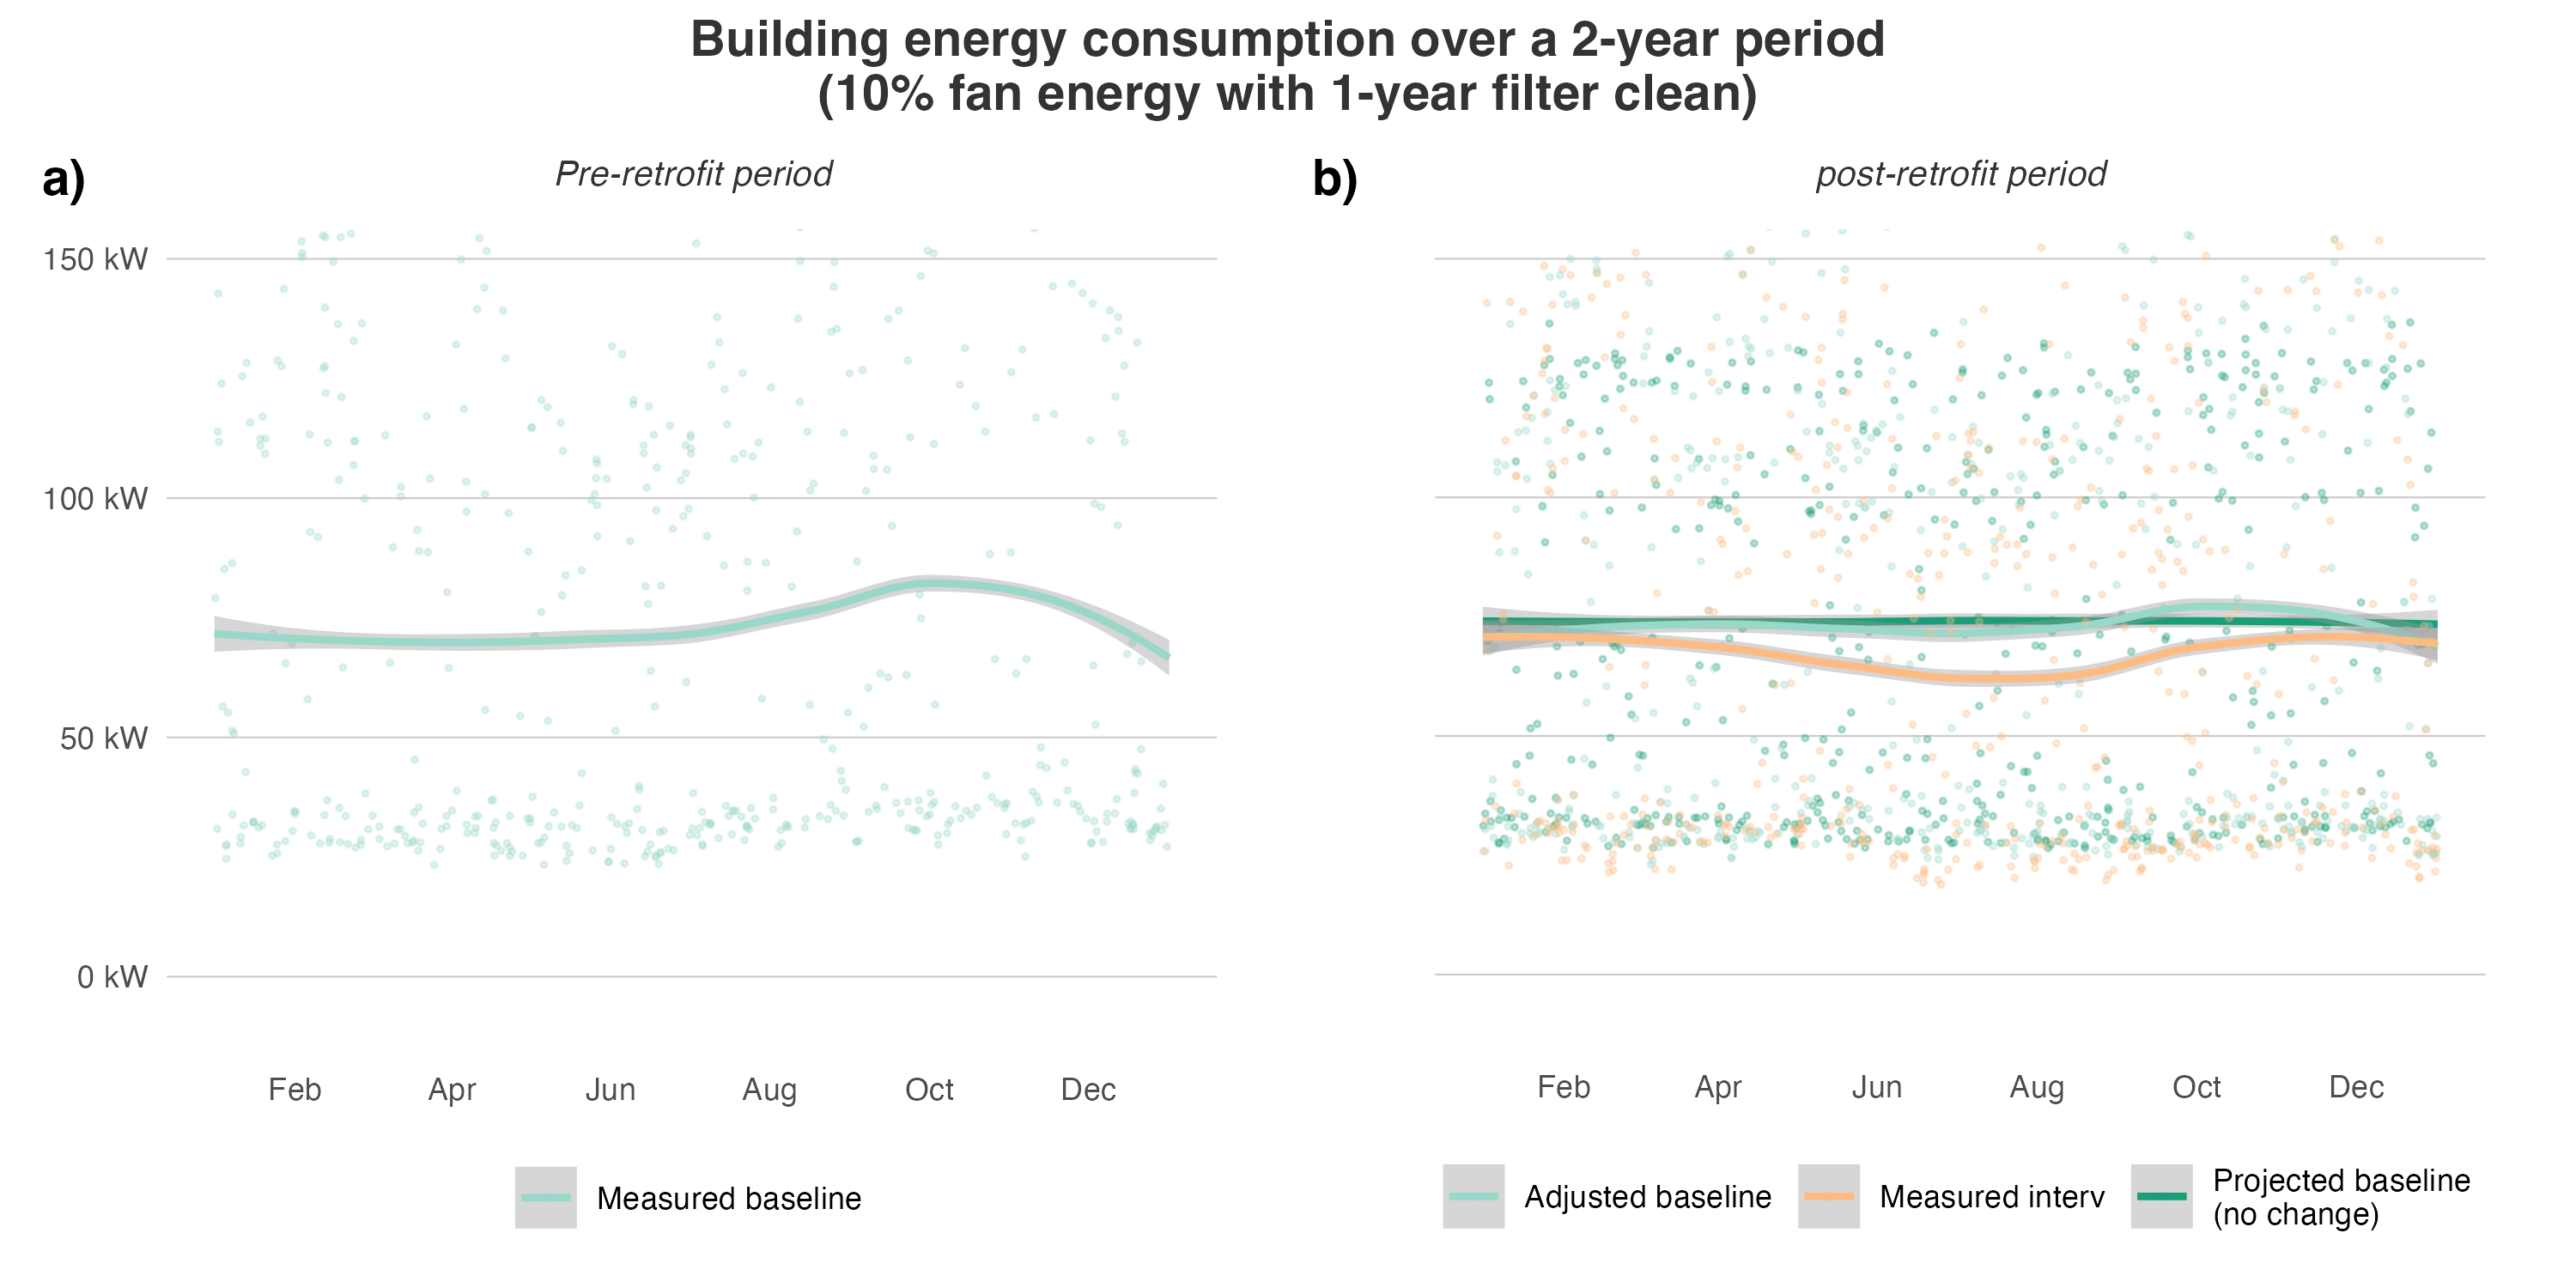 Building energy consumption over a 2-year period
(10% fan energy with 1-year filter clean)
a)
Pre-retrofit period
150 kW
100 kW
50 kW
0 kW
Feb Apr Jun Aug Oct Dec
Measured baseline
b)
post-retrofit period
Feb Apr Jun Aug Oct Dec
Adjusted baseline
Measured interv
Projected baseline
(no change)